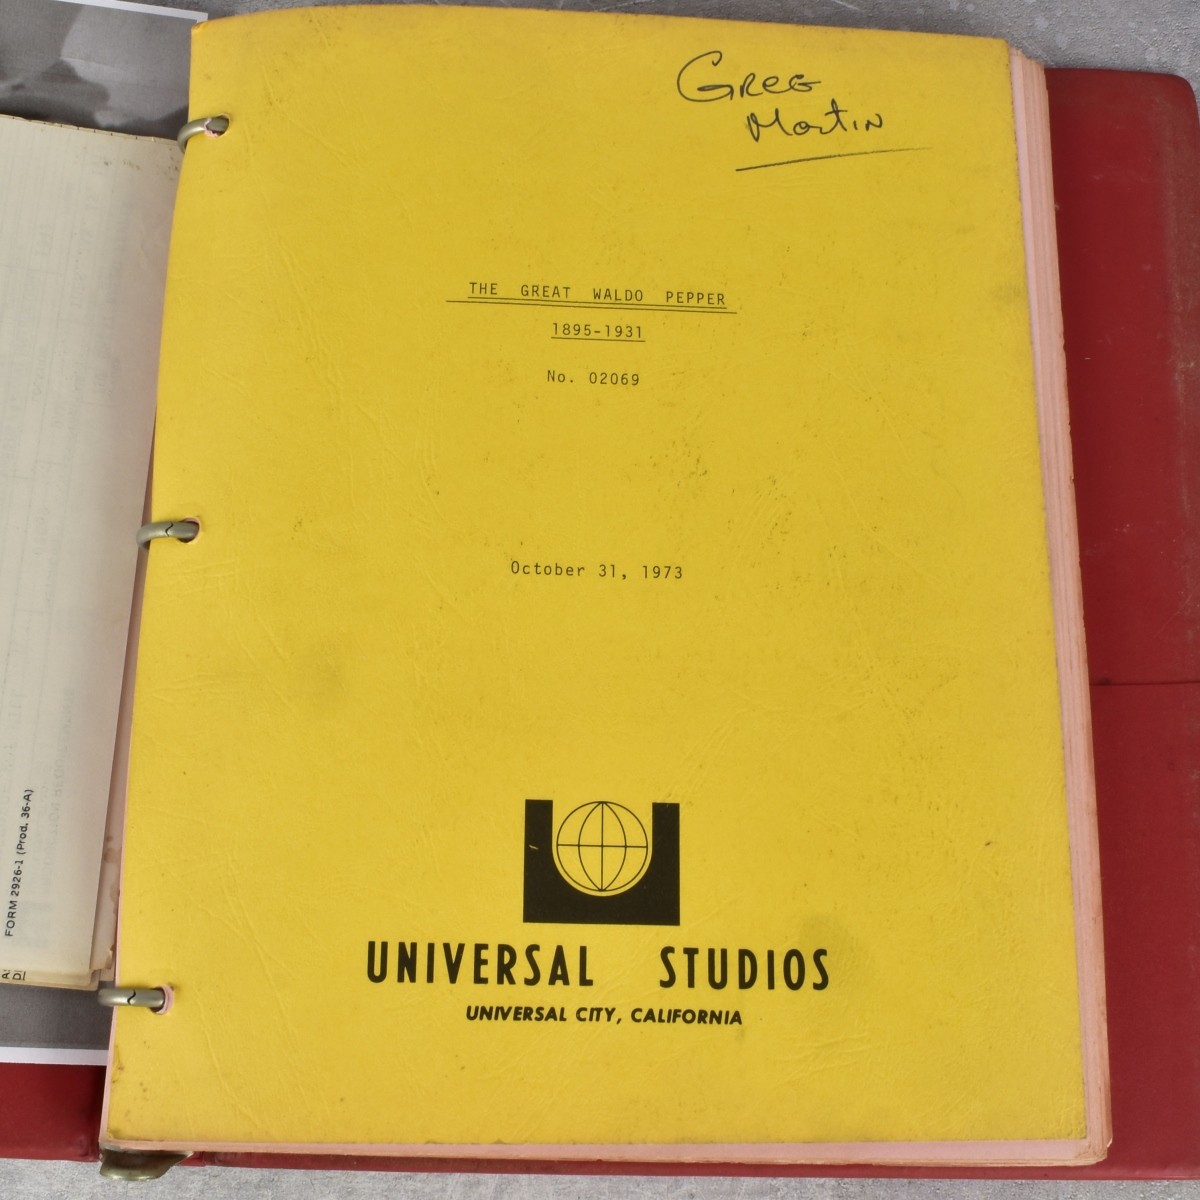 GREG
MARTIN
THE GREAT WALDO PEPPER
1895-1931
No. 02069
October 31, 1973
UNIVERSAL STUDIOS
UNIVERSAL CITY, CALIFORNIA
FORM 2926-1 (Prod. 36-A)